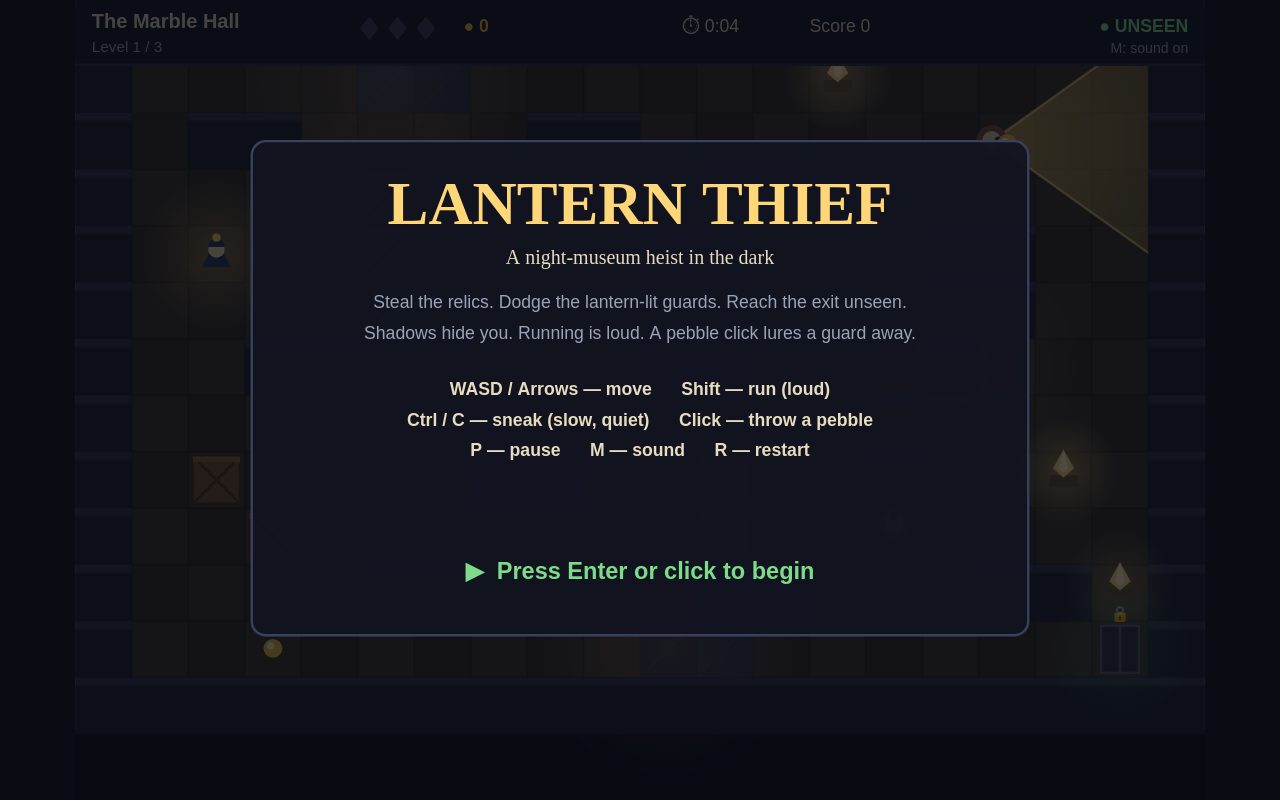 The Marble Hall
Level 1 / 3
0
0:04
Score 0
UNSEEN
M: sound on
LANTERN THIEF
A night-museum heist in the dark
Steal the relics. Dodge the lantern-lit guards. Reach the exit unseen.
Shadows hide you. Running is loud. A pebble click lures a guard away.
WASD / Arrows — move Shift — run (loud)
Ctrl / C — sneak (slow, quiet) Click — throw a pebble
P — pause M — sound R — restart
▶ Press Enter or click to begin